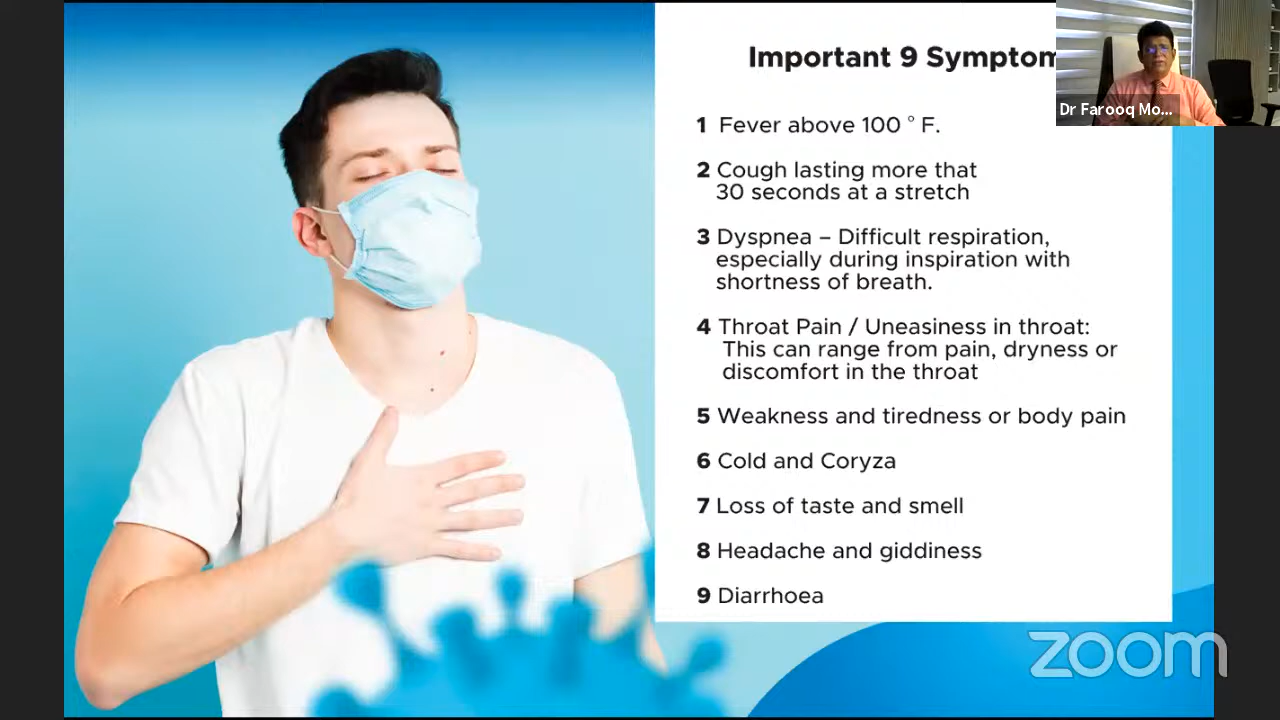 Important 9 Symptom
Dr Farooq Mo...
1 Fever above 100 ° F.
2 Cough lasting more that
30 seconds at a stretch
3 Dyspnea – Difficult respiration,
especially during inspiration with
shortness of breath.
4 Throat Pain / Uneasiness in throat:
This can range from pain, dryness or
discomfort in the throat
5 Weakness and tiredness or body pain
6 Cold and Coryza
7 Loss of taste and smell
8 Headache and giddiness
9 Diarrhoea
zoom